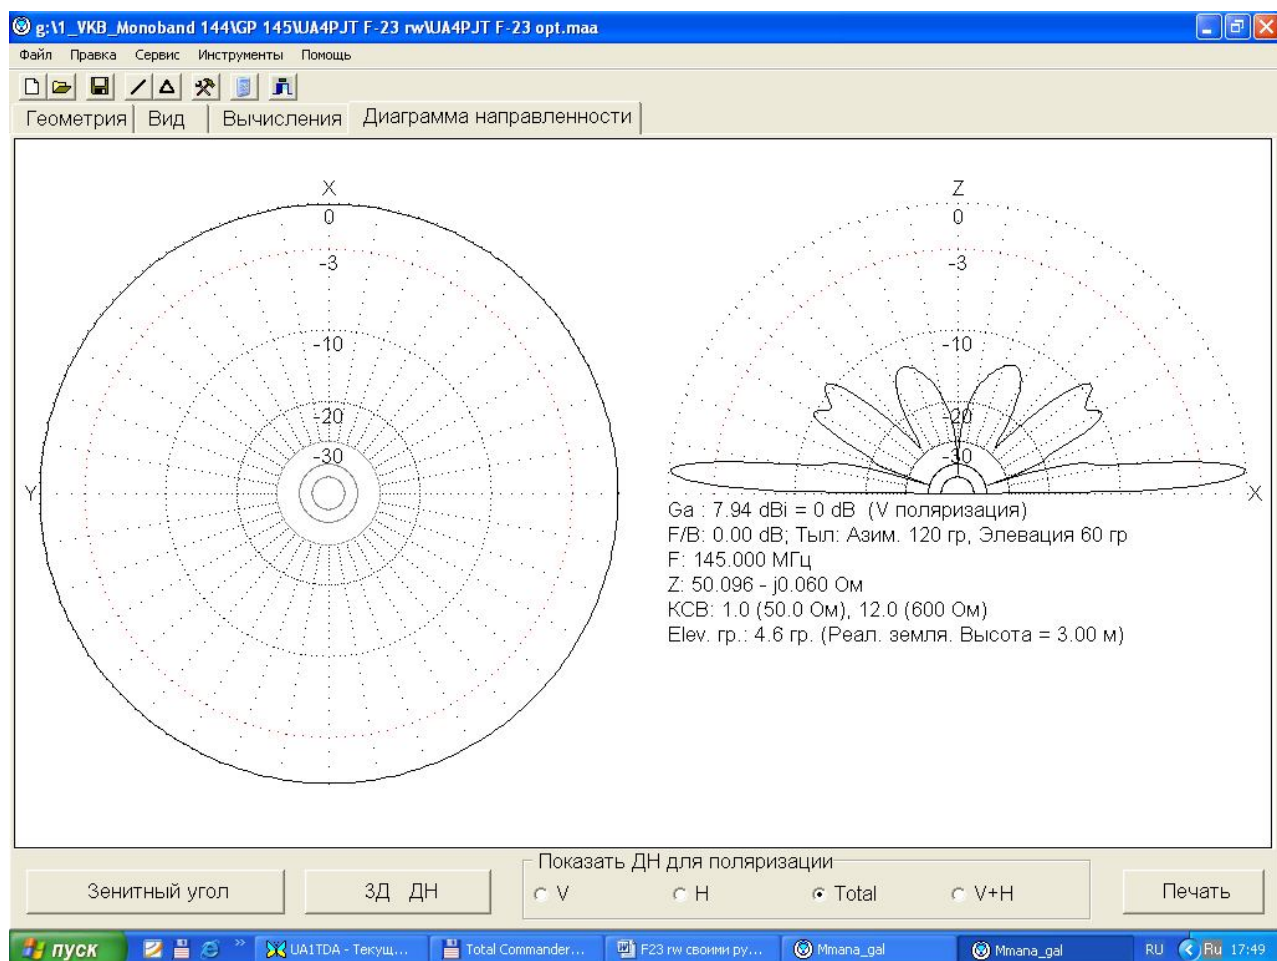 g:\1_VKB_Monoband 144\GP 145\UA4PJT F-23 rw\UA4PJT F-23 opt.maa
Файл Правка Сервис Инструменты Помощь
Геометрия Вид Вычисления Диаграмма направленности
X
0
-3
-10
-20
-30
Y
Z
0
-3
-10
-20
-30
X
Ga : 7.94 dBi = 0 dB (V поляризация)
F/B: 0.00 dB; Тыл: Азим. 120 гр, Элевация 60 гр
F: 145.000 МГц
Z: 50.096 - j0.060 Ом
КСВ: 1.0 (50.0 Ом), 12.0 (600 Ом)
Elev. гр.: 4.6 гр. (Реал. земля. Высота = 3.00 м)
Показать ДН для поляризации
Зенитный угол 3Д ДН V H Total V+H Печать
пуск » UA1TDA - Текущ... Total Commander... F23 rw своими ру... Mmana_gal Mmana_gal RU Ru 17:49